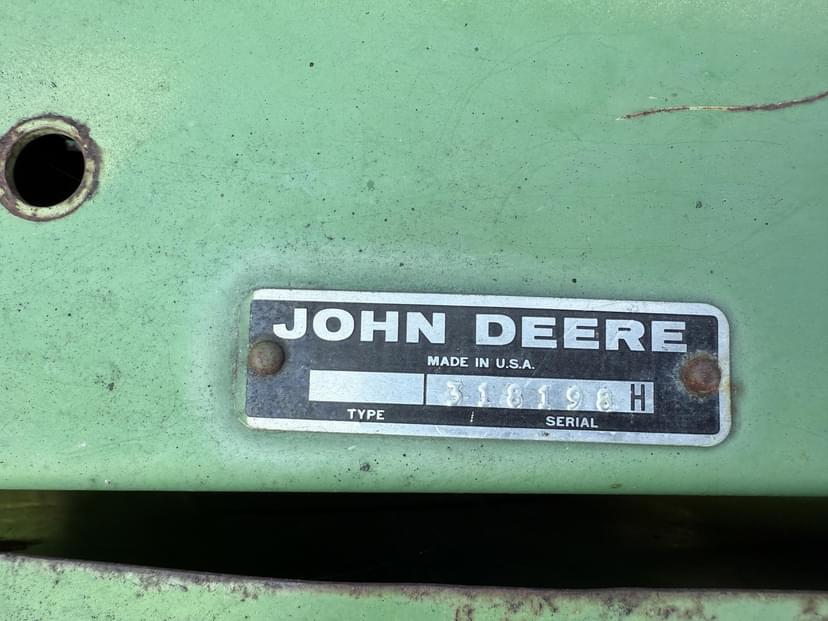 JOHN DEERE
MADE IN U.S.A.
318198 H
TYPE SERIAL